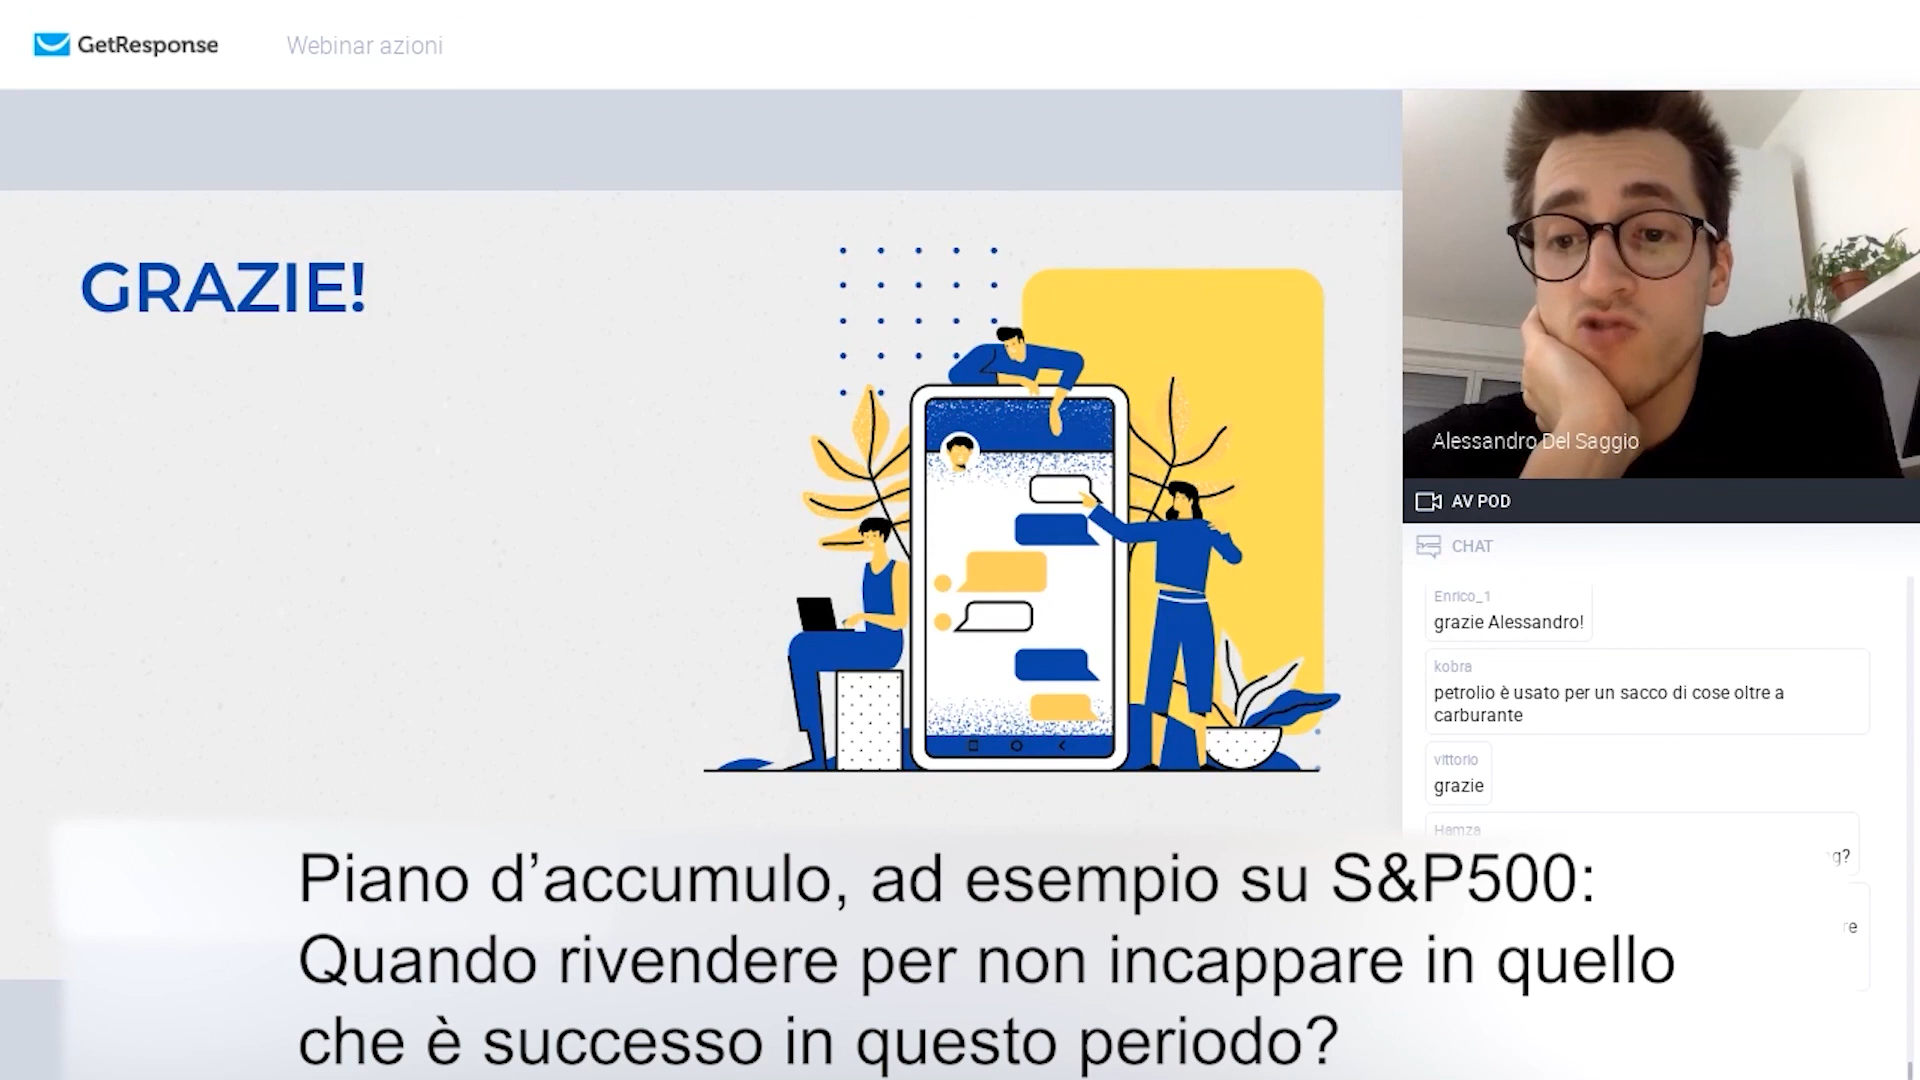 GetResponse
Webinar azioni
GRAZIE!
Alessandro Del Saggio
AV POD
CHAT
Enrico_1
grazie Alessandro!
kobra
petrolio è usato per un sacco di cose oltre a
carburante
vittorio
grazie
Hamza
Piano d’accumulo, ad esempio su S&P500:
Quando rivendere per non incappare in quello
che è successo in questo periodo?